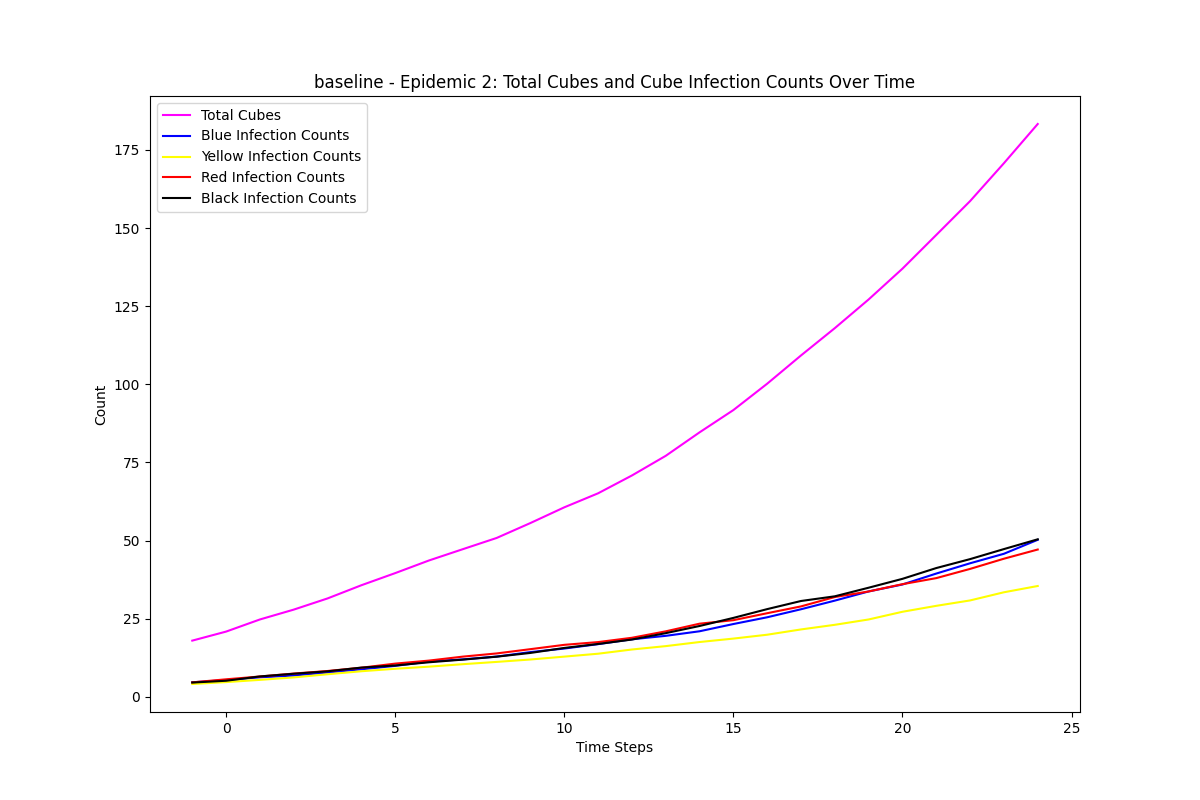 baseline - Epidemic 2: Total Cubes and Cube Infection Counts Over Time
Total Cubes
Blue Infection Counts
Yellow Infection Counts
Red Infection Counts
Black Infection Counts
175
150
125
100
75
50
25
0
Count
0 5 10 15 20 25
Time Steps